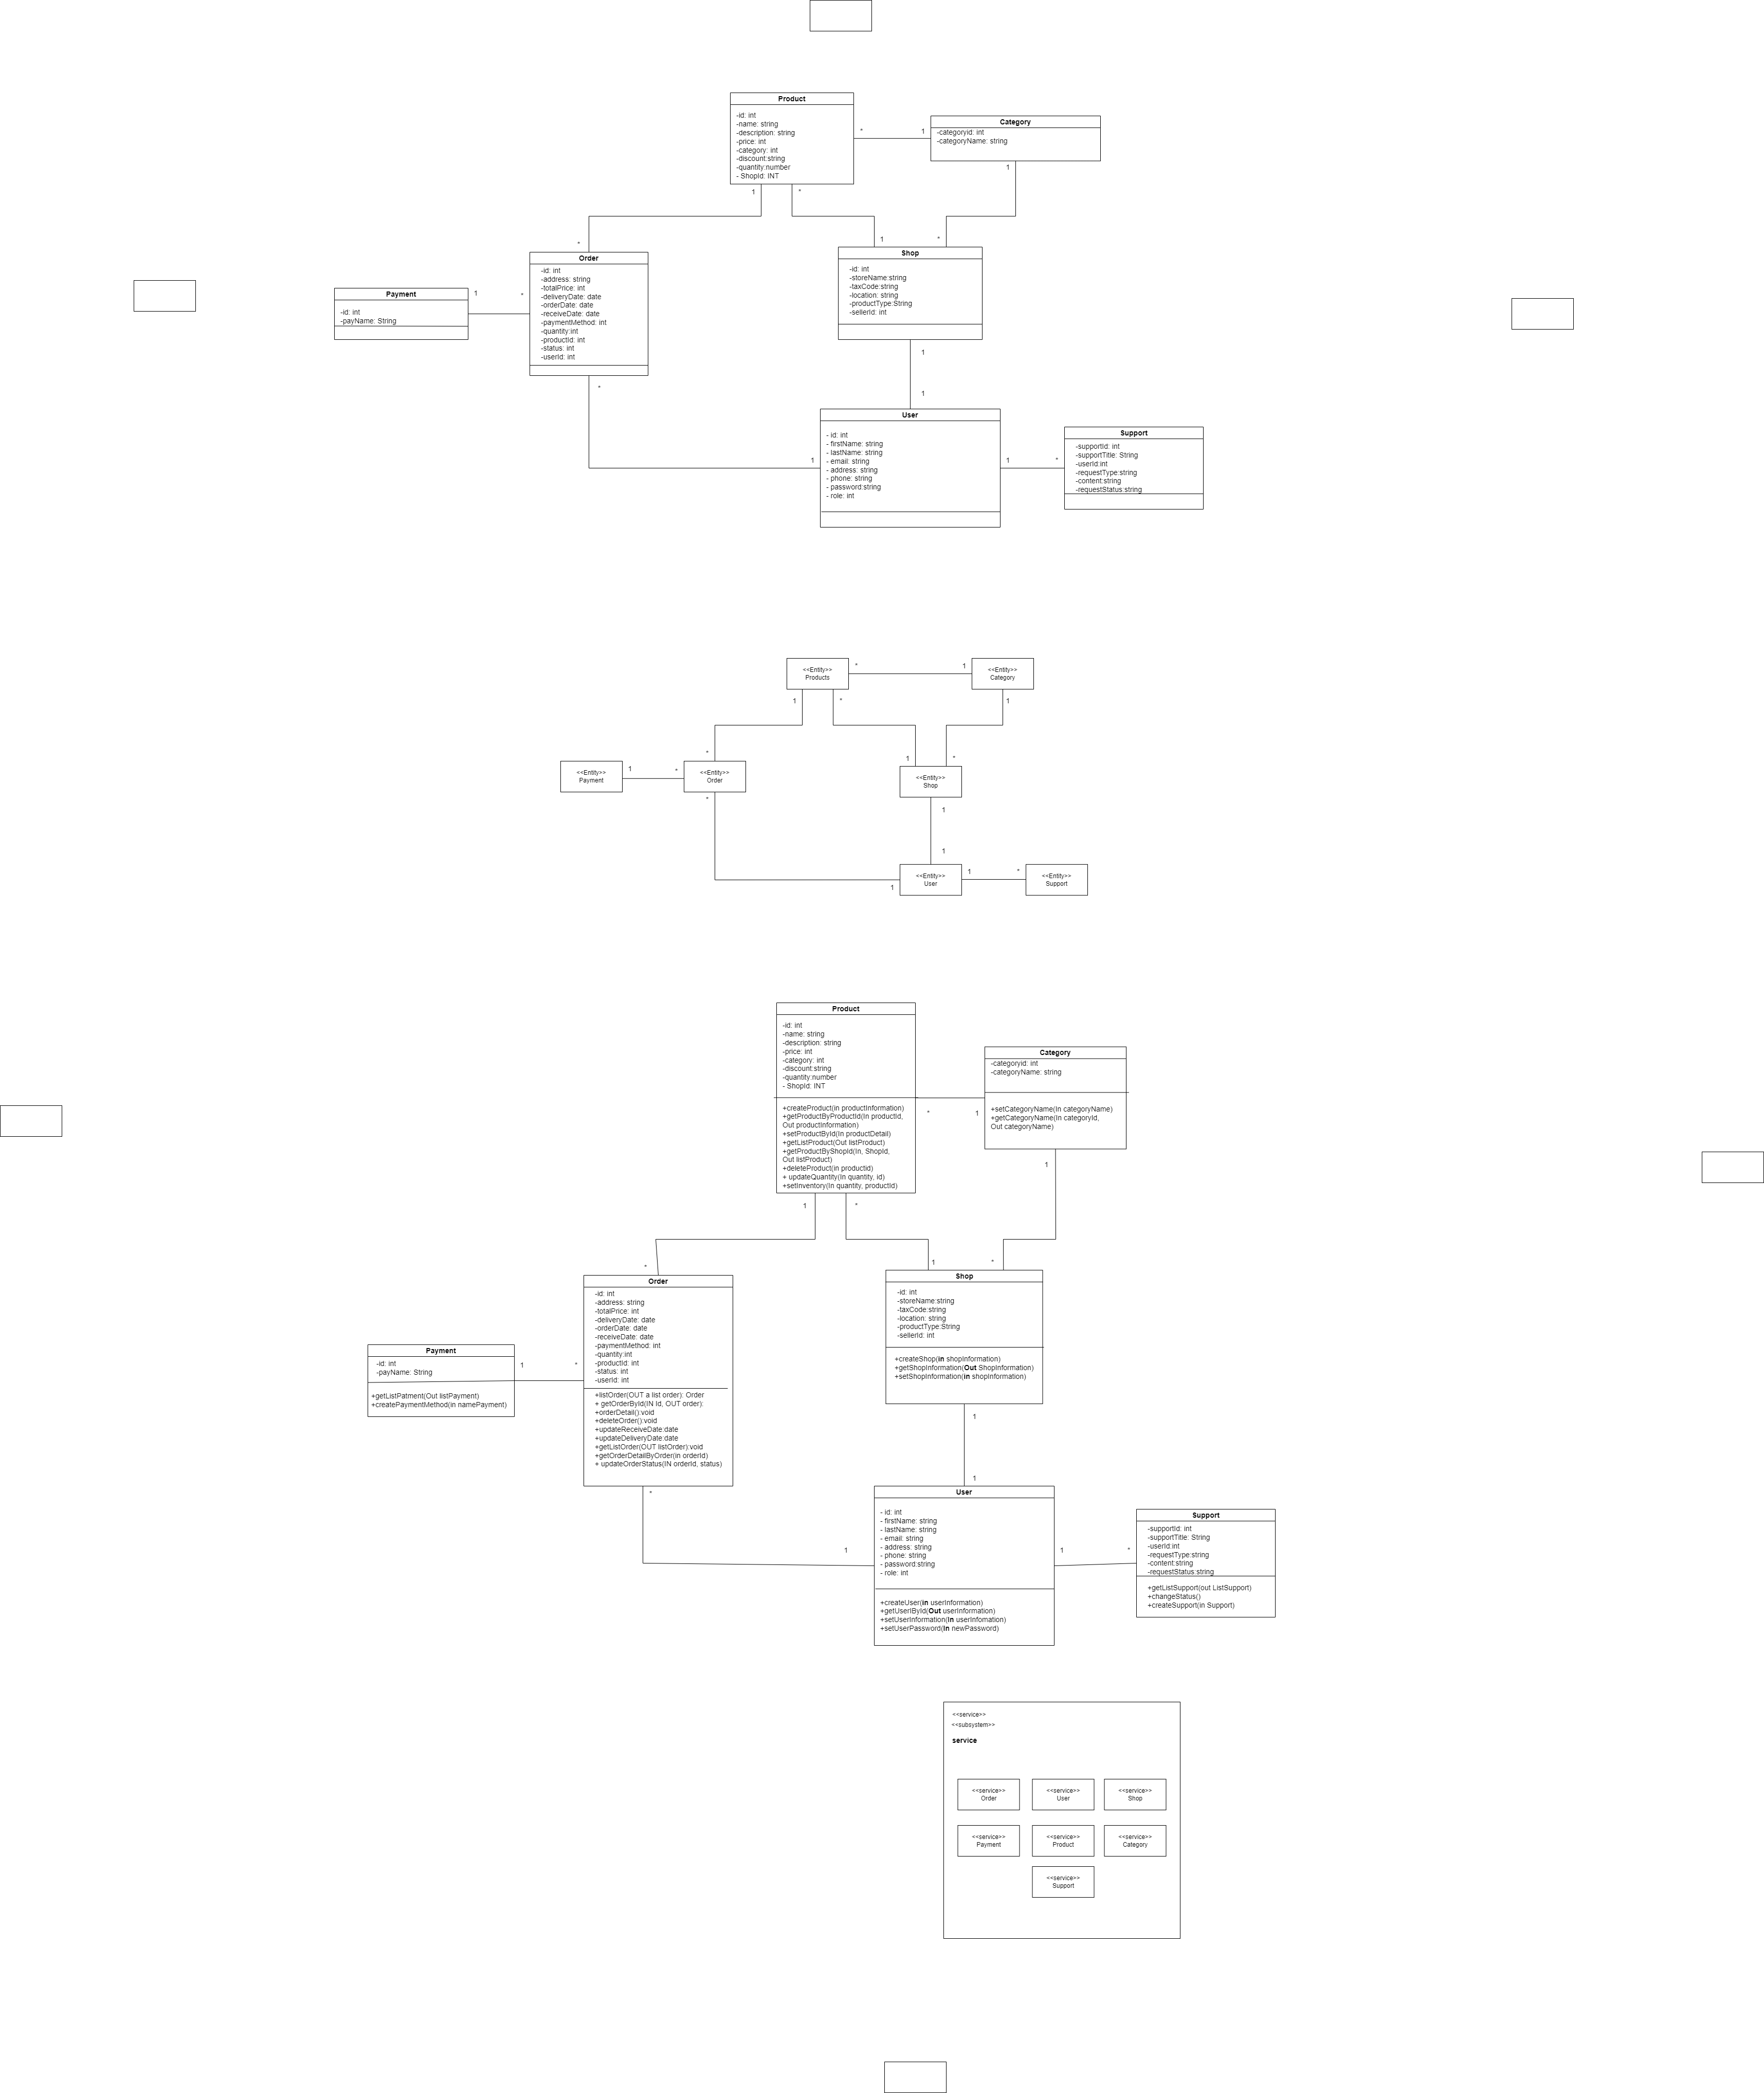 Product
-id: int
-name: string
-description: string
-price: int
-category: int
-discount:string
-quantity:number
- ShopId: INT
*
1
Category
-categoryid: int
-categoryName: string
1
*
1
*
1
*
Order
-id: int
-address: string
-totalPrice: int
-deliveryDate: date
-orderDate: date
-receiveDate: date
-paymentMethod: int
-quantity:int
-productId: int
-status: int
-userId: int
Shop
-id: int
-storeName:string
-taxCode:string
-location: string
-productType:String
-sellerId: int
Payment
-id: int
-payName: String
1
*
*
1
1
User
- id: int
- firstName: string
- lastName: string
- email: string
- address: string
- phone: string
- password:string
- role: int
1
1
*
Support
-supportId: int
-supportTitle: String
-userId:int
-requestType:string
-content:string
-requestStatus:string
<<Entity>>
Products
*
1
<<Entity>>
Category
1
*
1
*
1
*
<<Entity>>
Payment
1
*
<<Entity>>
Order
<<Entity>>
Shop
*
1
1
1
<<Entity>>
User
1
*
<<Entity>>
Support
Product
-id: int
-name: string
-description: string
-price: int
-category: int
-discount:string
-quantity:number
- ShopId: INT
+createProduct(in productInformation)
+getProductByProductId(In productId,
Out productInformation)
+setProductById(In productDetail)
+getListProduct(Out listProduct)
+getProductByShopId(In, ShopId,
Out listProduct)
+deleteProduct(in productid)
+ updateQuantity(In quantity, id)
+setInventory(In quantity, productId)
*
1
Category
-categoryid: int
-categoryName: string
+setCategoryName(In categoryName)
+getCategoryName(In categoryId,
Out categoryName)
1
1
*
*
1
*
Order
-id: int
-address: string
-totalPrice: int
-deliveryDate: date
-orderDate: date
-receiveDate: date
-paymentMethod: int
-quantity:int
-productId: int
-status: int
-userId: int
+listOrder(OUT a list order): Order
+ getOrderById(IN Id, OUT order):
+orderDetail():void
+deleteOrder():void
+updateReceiveDate:date
+updateDeliveryDate:date
+getListOrder(OUT listOrder):void
+getOrderDetailByOrder(in orderId)
+ updateOrderStatus(IN orderId, status)
Shop
-id: int
-storeName:string
-taxCode:string
-location: string
-productType:String
-sellerId: int
+createShop(in shopInformation)
+getShopInformation(Out ShopInformation)
+setShopInformation(in shopInformation)
Payment
-id: int
-payName: String
+getListPatment(Out listPayment)
+createPaymentMethod(in namePayment)
1
*
1
1
*
1
User
- id: int
- firstName: string
- lastName: string
- email: string
- address: string
- phone: string
- password:string
- role: int
+createUser(in userInformation)
+getUserIById(Out userInformation)
+setUserInformation(In userInfomation)
+setUserPassword(In newPassword)
1
*
Support
-supportId: int
-supportTitle: String
-userId:int
-requestType:string
-content:string
-requestStatus:string
+getListSupport(out ListSupport)
+changeStatus()
+createSupport(in Support)
<<service>>
<<subsystem>>
service
<<service>>
Order
<<service>>
User
<<service>>
Shop
<<service>>
Payment
<<service>>
Product
<<service>>
Category
<<service>>
Support